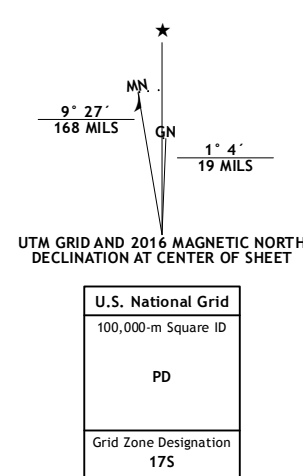 MN
9° 27´
168 MILS
GN
1° 4´
19 MILS
UTM GRID AND 2016 MAGNETIC NORTH
DECLINATION AT CENTER OF SHEET
U.S. National Grid
100,000-m Square ID
PD
Grid Zone Designation
17S